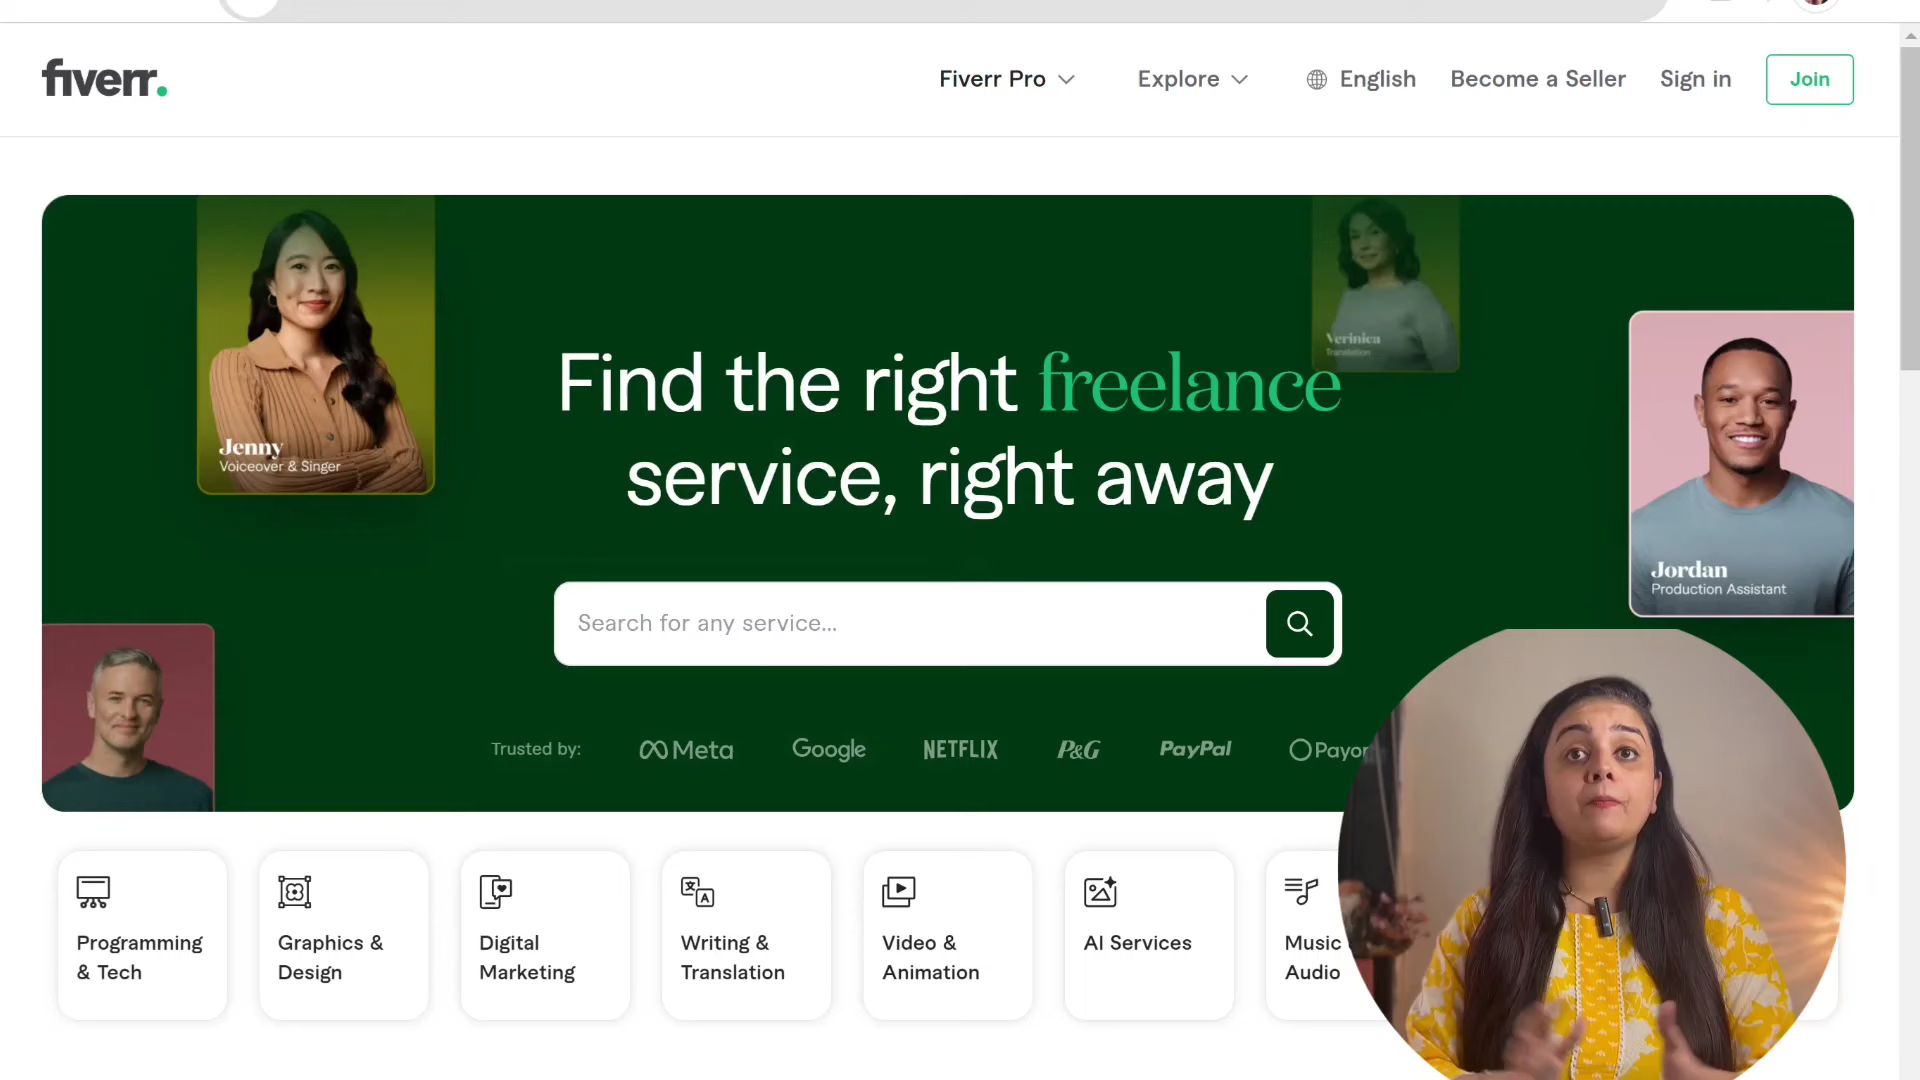 fiverr.
Fiverr Pro
Explore
English
Become a Seller
Sign in
Join
Jenny
Voiceover & Singer
Verinica
Translation
Find the right freelance
service, right away
Jordan
Production Assistant
Search for any service...
Trusted by:
Meta
Google
NETFLIX
P&G
PayPal
Payon
Programming
& Tech
Graphics &
Design
Digital
Marketing
Writing &
Translation
Video &
Animation
AI Services
Music
Audio